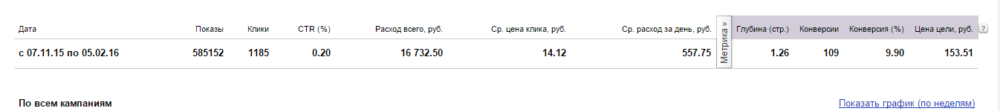 Дата Показы Клики CTR (%) Расход всего, руб. Ср. цена клика, руб. Ср. расход за день, руб. Метрика » Глубина (стр.) Конверсии Конверсия (%) Цена цели, руб. ?
с 07.11.15 по 05.02.16 585152 1185 0.20 16 732.50 14.12 557.75 1.26 109 9.90 153.51
По всем кампаниям Показать график (по неделям)